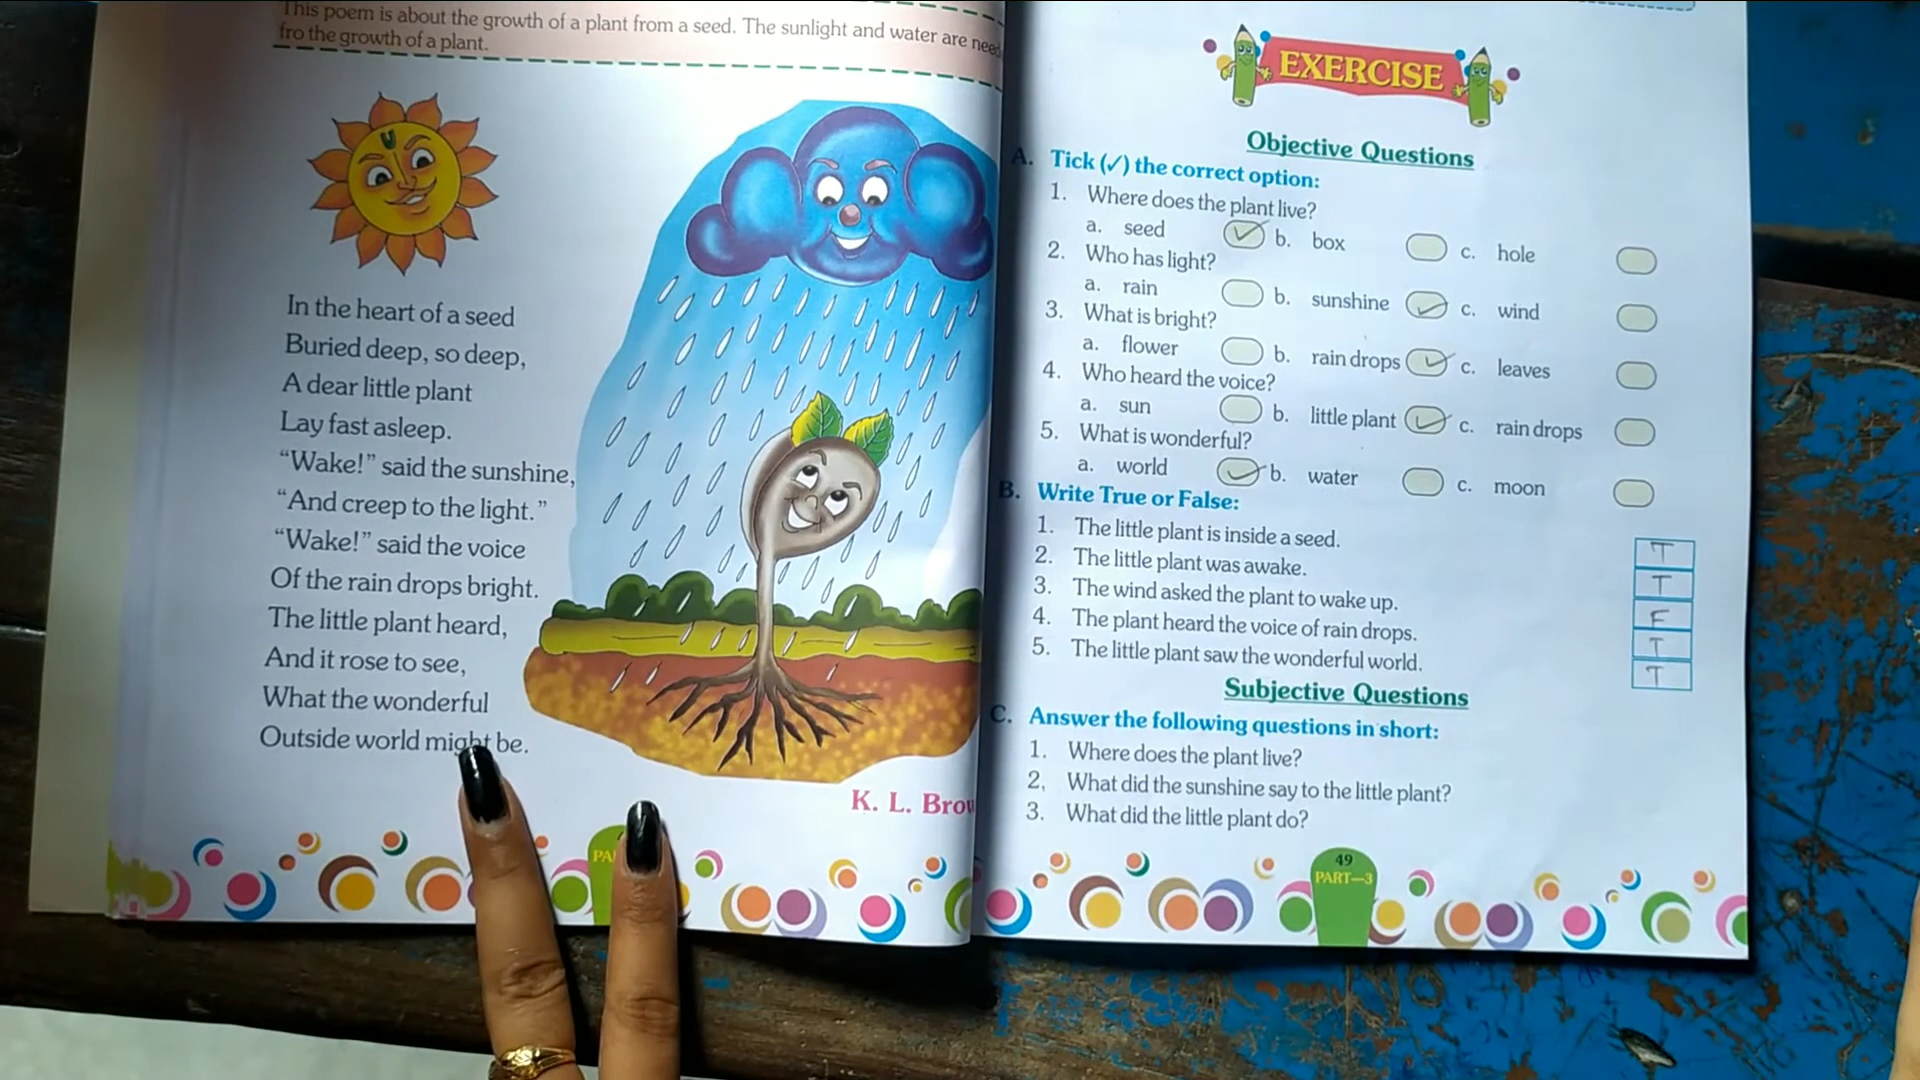 This poem is about the growth of a plant from a seed. The sunlight and water are need
fro the growth of a plant.
In the heart of a seed
Buried deep, so deep,
A dear little plant
Lay fast asleep.
“Wake!” said the sunshine,
“And creep to the light.”
“Wake!” said the voice
Of the rain drops bright.
The little plant heard,
And it rose to see,
What the wonderful
Outside world might be.
K. L. Brow
PA
EXERCISE
Objective Questions
A. Tick (✓) the correct option:
1. Where does the plant live?
a. seed ✓ b. box c. hole
2. Who has light?
a. rain b. sunshine ✓ c. wind
3. What is bright?
a. flower b. rain drops ✓ c. leaves
4. Who heard the voice?
a. sun b. little plant ✓ c. rain drops
5. What is wonderful?
a. world ✓ b. water c. moon
B. Write True or False:
1. The little plant is inside a seed. T
2. The little plant was awake. T
3. The wind asked the plant to wake up. F
4. The plant heard the voice of rain drops. T
5. The little plant saw the wonderful world. T
Subjective Questions
C. Answer the following questions in short:
1. Where does the plant live?
2. What did the sunshine say to the little plant?
3. What did the little plant do?
49
PART—3